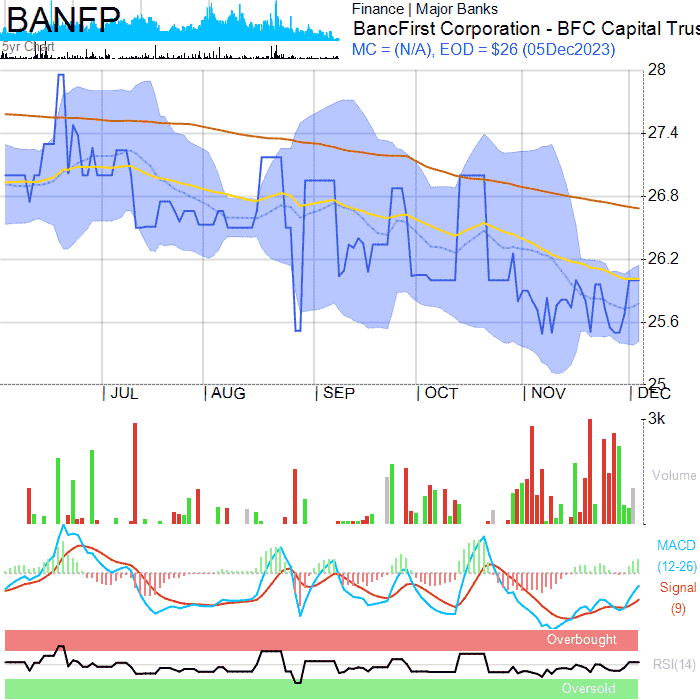 BANFP
5yr Chart
Finance | Major Banks
BancFirst Corporation - BFC Capital Trus
MC = (N/A), EOD = $26 (05Dec2023)
28
27.4
26.8
26.2
25.6
25
JUL AUG SEP OCT NOV DEC
3k
Volume
MACD
(12-26)
Signal
(9)
Overbought
RSI(14)
Oversold